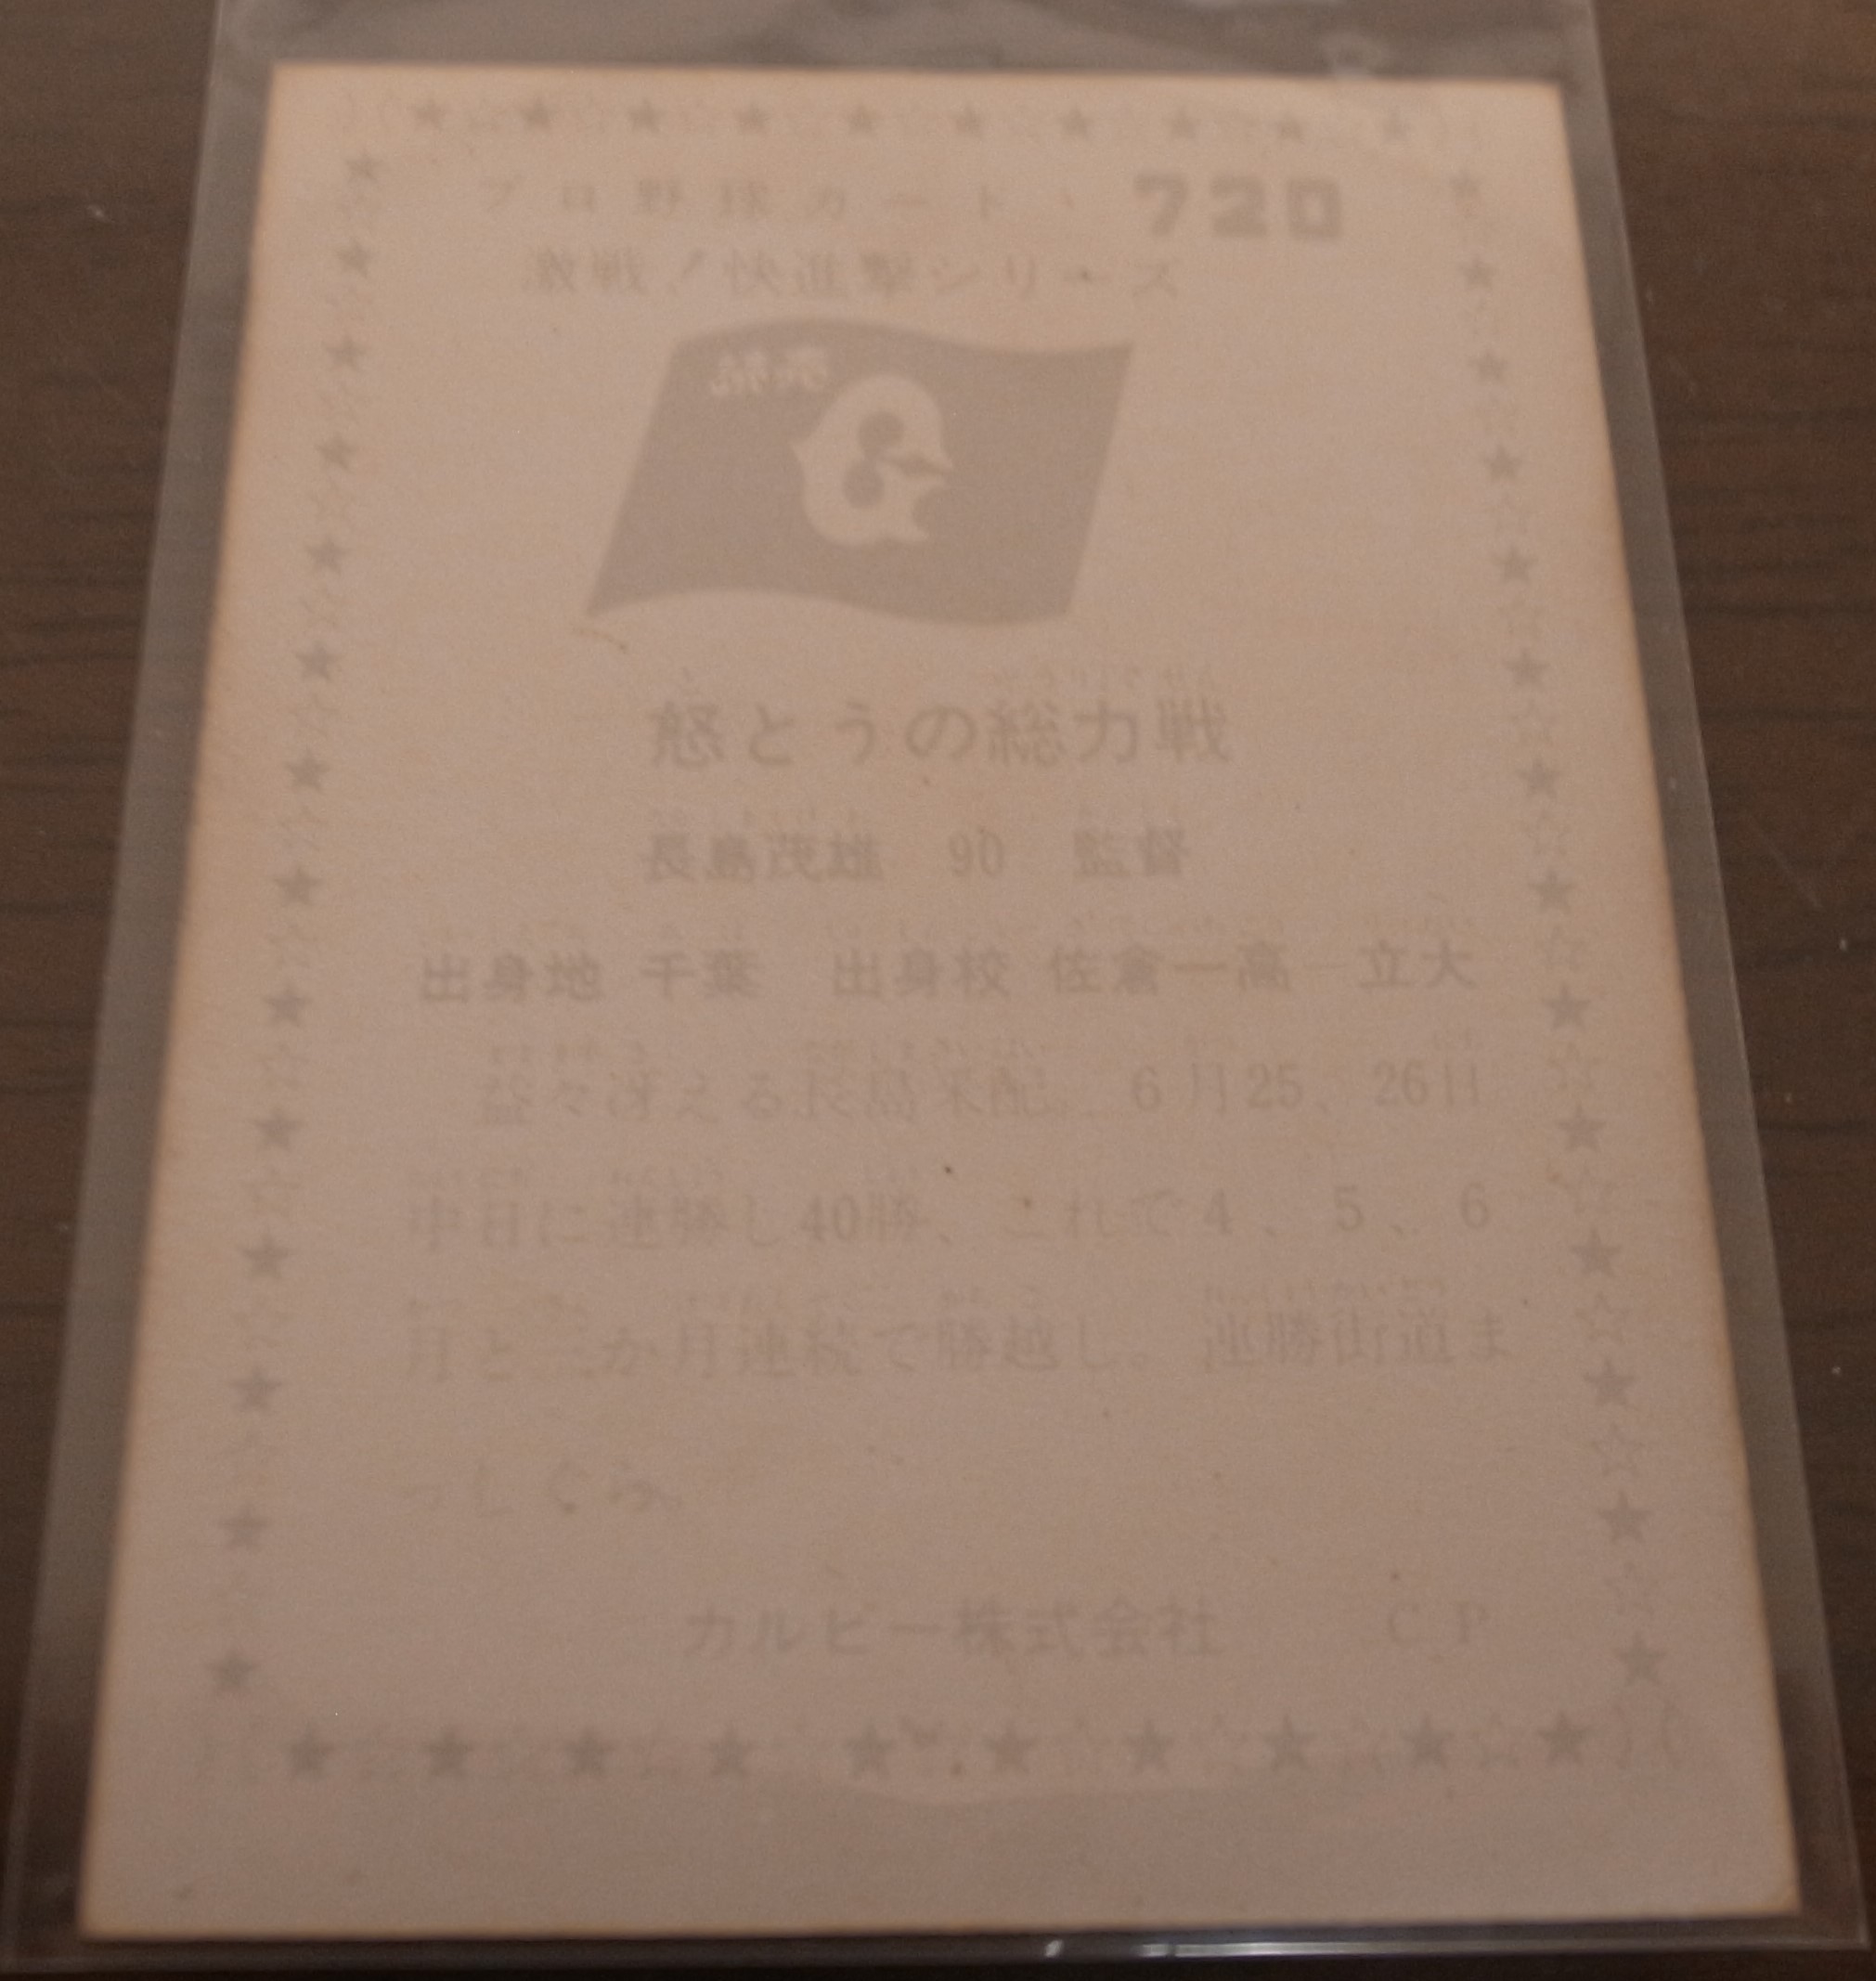 プロ野球カード 720
激戦!快進撃シリーズ
怒とうの総力戦
長島茂雄 90 監督
出身地 千葉 出身校 佐倉一高―立大
益々冴える長島采配。6月25、26日
中日に連勝し40勝、これで4、5、6
月と三か月連続で勝越し。連勝街道ま
っしぐら。
カルビー株式会社 CP